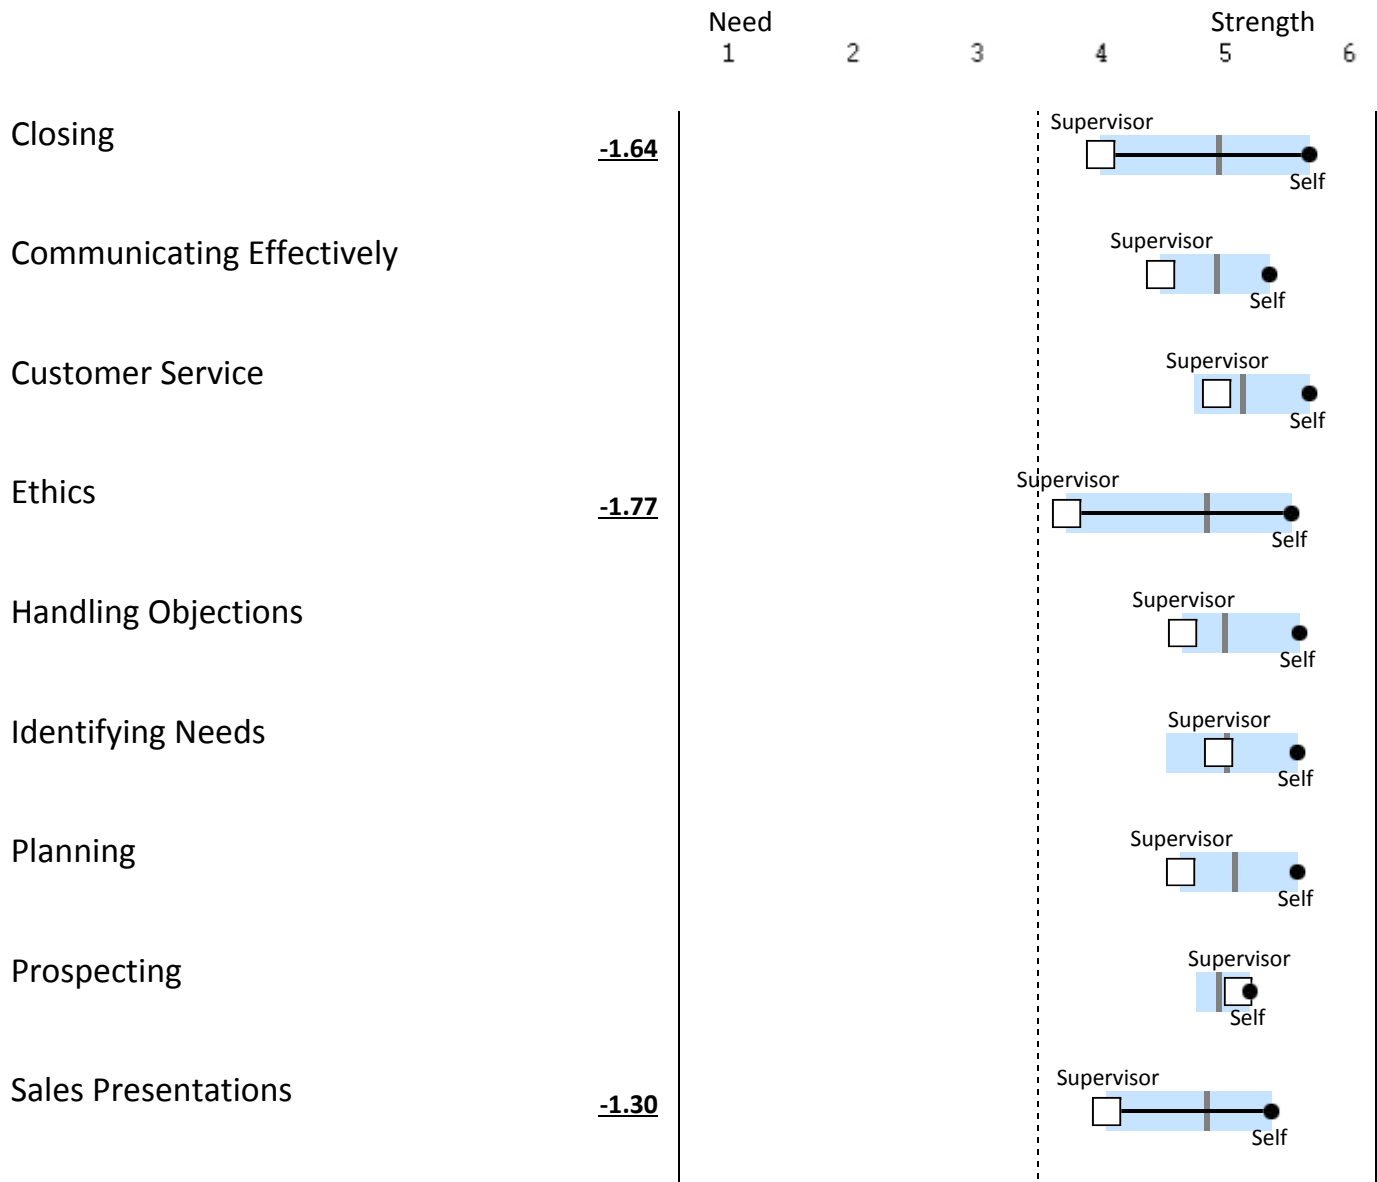 Need Strength
1 2 3 4 5 6
Supervisor
Closing
-1.64
Self
Supervisor
Communicating Effectively
Self
Supervisor
Customer Service
Self
Supervisor
Ethics
-1.77
Self
Supervisor
Handling Objections
Self
Supervisor
Identifying Needs
Self
Supervisor
Planning
Self
Supervisor
Prospecting
Self
Supervisor
Sales Presentations
-1.30
Self